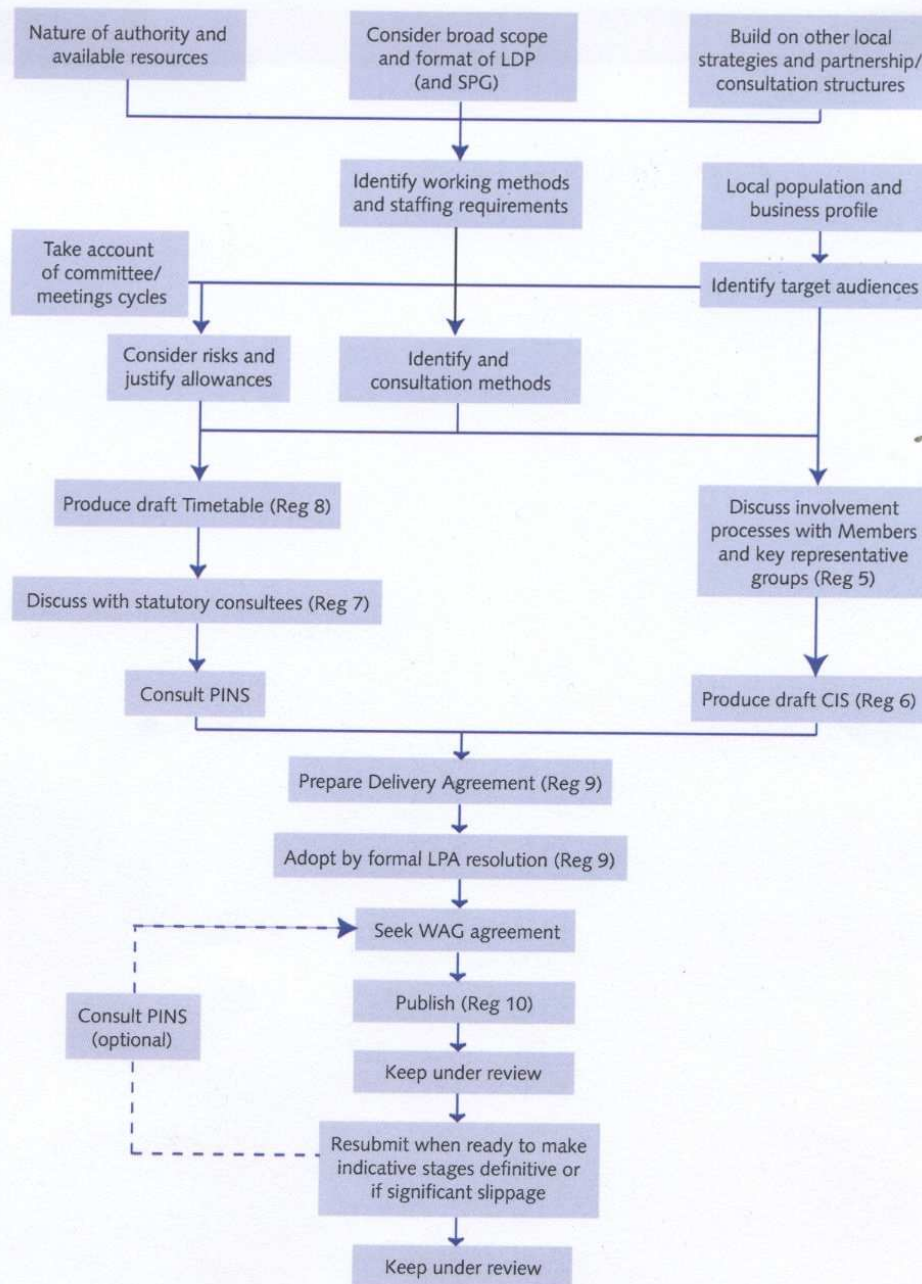 Nature of authority and
available resources
Consider broad scope
and format of LDP
(and SPG)
Build on other local
strategies and partnership/
consultation structures
Identify working methods
and staffing requirements
Local population and
business profile
Take account
of committee/
meetings cycles
Identify target audiences
Consider risks and
justify allowances
Identify and
consultation methods
Produce draft Timetable (Reg 8)
Discuss involvement
processes with Members
and key representative
groups (Reg 5)
Discuss with statutory consultees (Reg 7)
Consult PINS
Produce draft CIS (Reg 6)
Prepare Delivery Agreement (Reg 9)
Adopt by formal LPA resolution (Reg 9)
Seek WAG agreement
Publish (Reg 10)
Consult PINS
(optional)
Keep under review
Resubmit when ready to make
indicative stages definitive or
if significant slippage
Keep under review